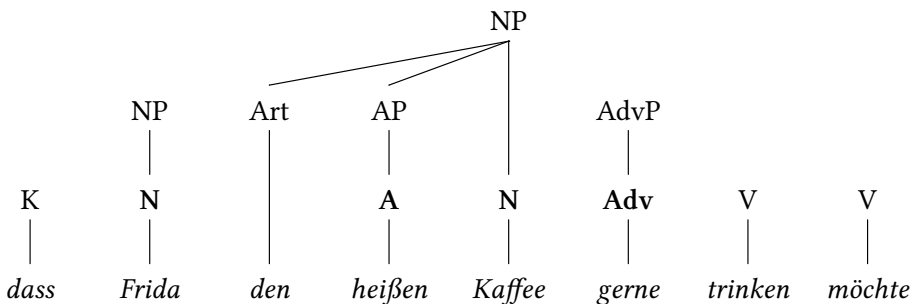 NP
NP Art AP AdvP
K N A N Adv V V
dass Frida den heißen Kaffee gerne trinken möchte